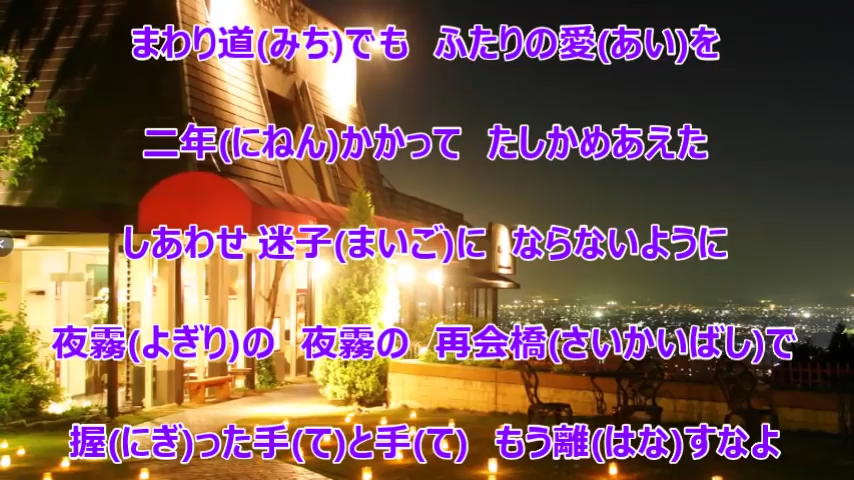 まわり道(みち)でも　ふたりの愛(あい)を
二年(にねん)かかって　たしかめあえた
しあわせ 迷子(まいご)に　ならないように
夜霧(よぎり)の　夜霧の　再会橋(さいかいばし)で
握(にぎ)った手(て)と手(て)　もう離(はな)すなよ